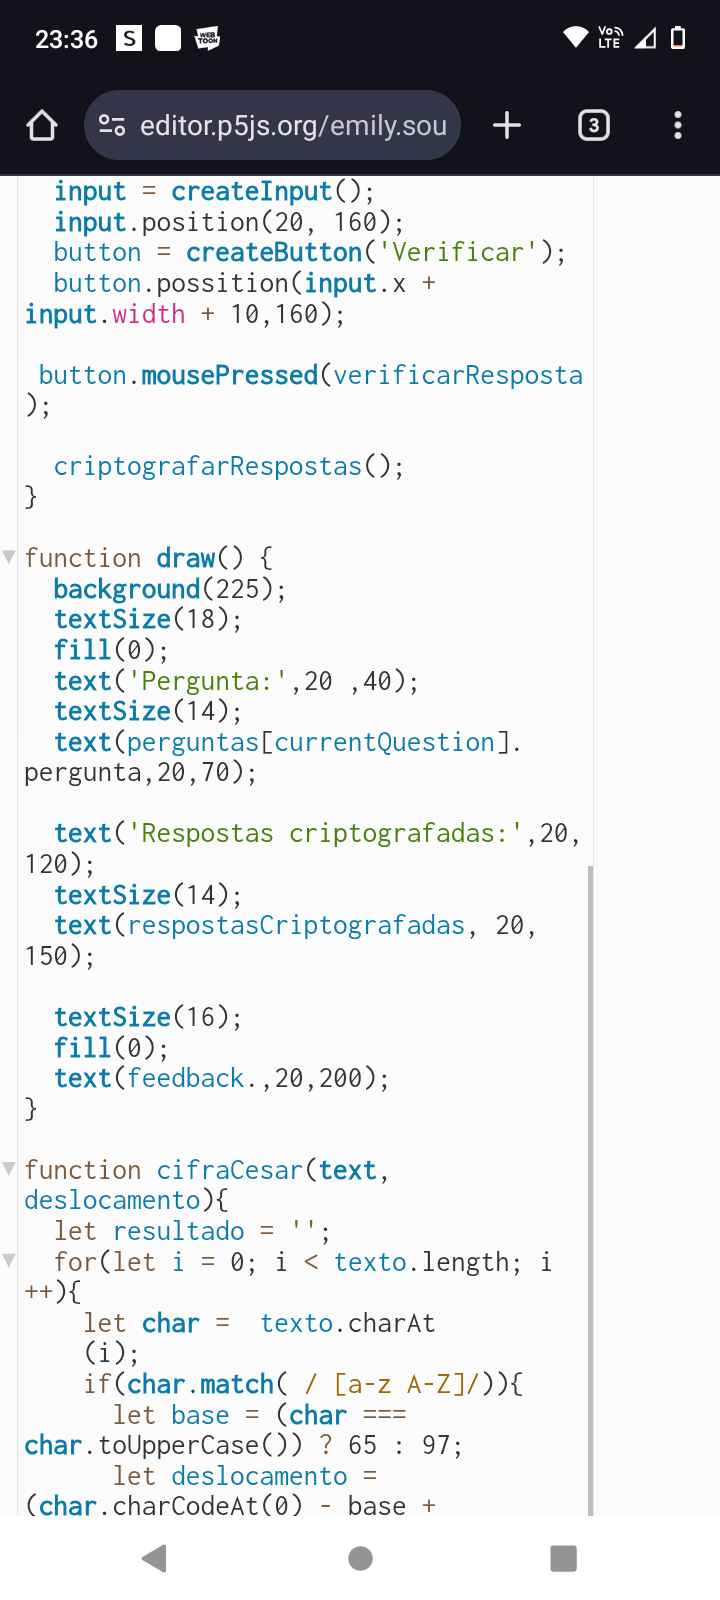 23:36 S WEB TOON Vo LTE
editor.p5js.org/emily.sou 3
input = createInput();
input.position(20, 160);
button = createButton('Verificar');
button.possition(input.x +
input.width + 10,160);
button.mousePressed(verificarResposta
);
criptografarRespostas();
}
function draw() {
background(225);
textSize(18);
fill(0);
text('Pergunta:',20 ,40);
textSize(14);
text(perguntas[currentQuestion].
pergunta,20,70);
text('Respostas criptografadas:',20,
120);
textSize(14);
text(respostasCriptografadas, 20,
150);
textSize(16);
fill(0);
text(feedback.,20,200);
}
function cifraCesar(text,
deslocamento){
let resultado = '';
for(let i = 0; i < texto.length; i
++){
let char =  texto.charAt
(i);
if(char.match( / [a-z A-Z]/)){
let base = (char ===
char.toUpperCase()) ? 65 : 97;
let deslocamento =
(char.charCodeAt(0) - base +